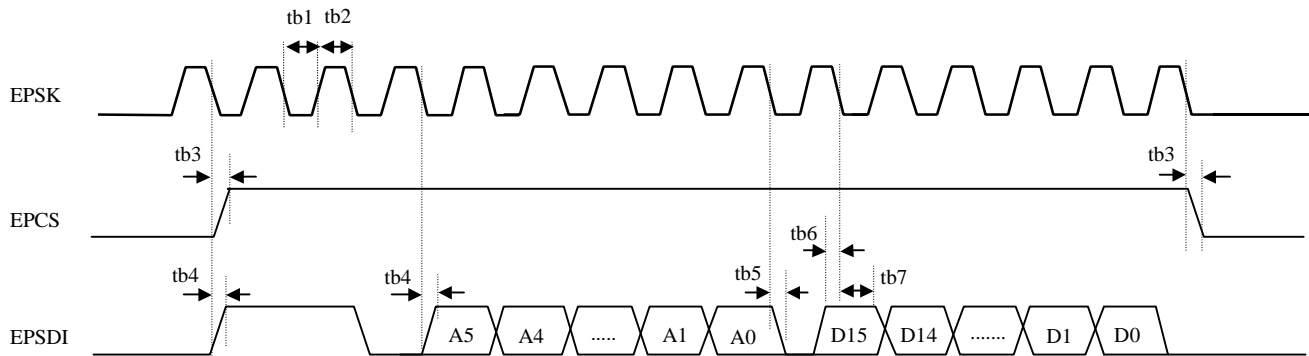 tb1 tb2
EPSK
tb3 tb3
EPCS
tb6
tb4 tb4 tb5 tb7
EPSDI A5 A4 ..... A1 A0 D15 D14 ....... D1 D0